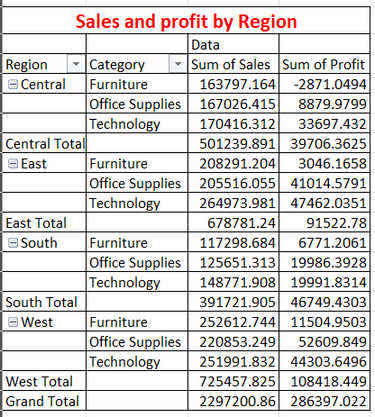 Sales and profit by Region
Data
Region Category Sum of Sales Sum of Profit
Central Furniture 163797.164 -2871.0494
Office Supplies 167026.415 8879.9799
Technology 170416.312 33697.432
Central Total 501239.891 39706.3625
East Furniture 208291.204 3046.1658
Office Supplies 205516.055 41014.5791
Technology 264973.981 47462.0351
East Total 678781.24 91522.78
South Furniture 117298.684 6771.2061
Office Supplies 125651.313 19986.3928
Technology 148771.908 19991.8314
South Total 391721.905 46749.4303
West Furniture 252612.744 11504.9503
Office Supplies 220853.249 52609.849
Technology 251991.832 44303.6496
West Total 725457.825 108418.449
Grand Total 2297200.86 286397.022